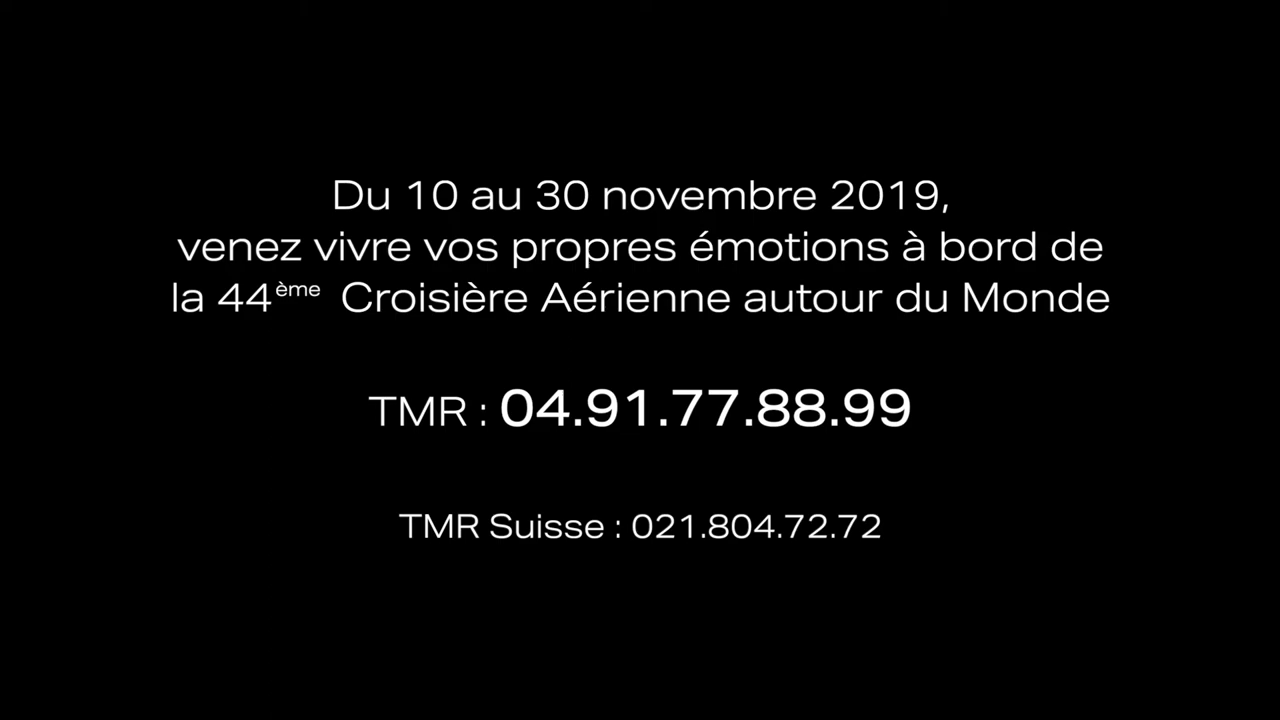 Du 10 au 30 novembre 2019,
venez vivre vos propres émotions à bord de
la 44ème Croisière Aérienne autour du Monde
TMR : 04.91.77.88.99
TMR Suisse : 021.804.72.72